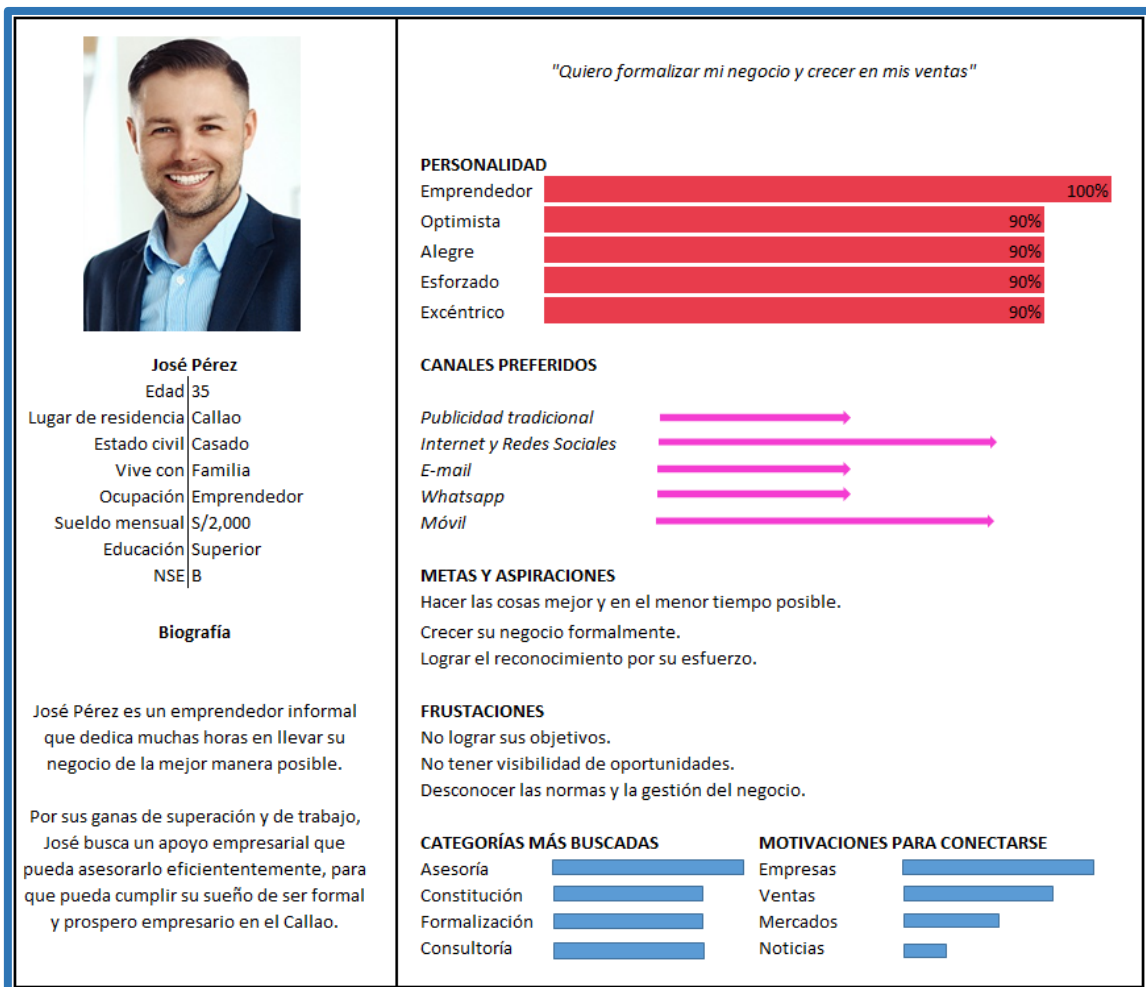 José Pérez
Edad 35
Lugar de residencia Callao
Estado civil Casado
Vive con Familia
Ocupación Emprendedor
Sueldo mensual S/2,000
Educación Superior
NSE B
Biografía
José Pérez es un emprendedor informal
que dedica muchas horas en llevar su
negocio de la mejor manera posible.
Por sus ganas de superación y de trabajo,
José busca un apoyo empresarial que
pueda asesorarlo eficiententemente, para
que pueda cumplir su sueño de ser formal
y prospero empresario en el Callao.
"Quiero formalizar mi negocio y crecer en mis ventas"
PERSONALIDAD
Emprendedor 100%
Optimista 90%
Alegre 90%
Esforzado 90%
Excéntrico 90%
CANALES PREFERIDOS
Publicidad tradicional
Internet y Redes Sociales
E-mail
Whatsapp
Móvil
METAS Y ASPIRACIONES
Hacer las cosas mejor y en el menor tiempo posible.
Crecer su negocio formalmente.
Lograr el reconocimiento por su esfuerzo.
FRUSTACIONES
No lograr sus objetivos.
No tener visibilidad de oportunidades.
Desconocer las normas y la gestión del negocio.
CATEGORÍAS MÁS BUSCADAS
Asesoría
Constitución
Formalización
Consultoría
MOTIVACIONES PARA CONECTARSE
Empresas
Ventas
Mercados
Noticias